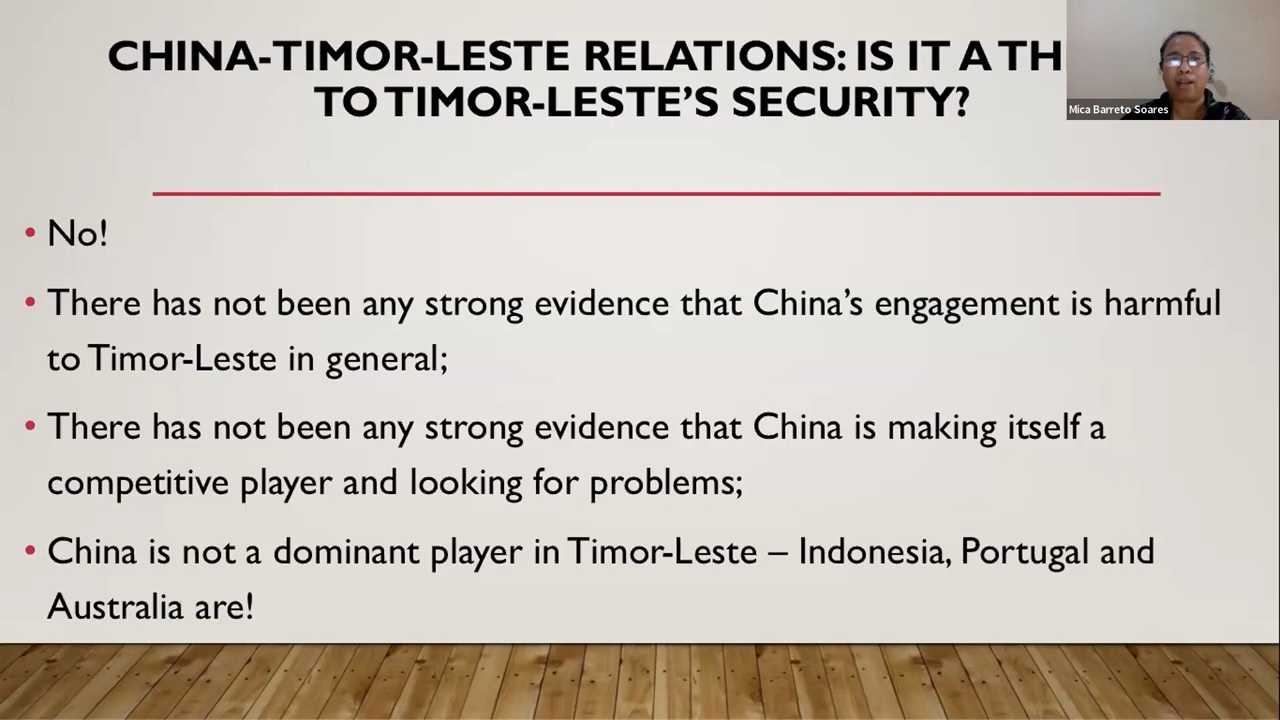 CHINA-TIMOR-LESTE RELATIONS: IS IT A TH
TO TIMOR-LESTE'S SECURITY?
Mica Barreto Soares
• No!
• There has not been any strong evidence that China's engagement is harmful
to Timor-Leste in general;
• There has not been any strong evidence that China is making itself a
competitive player and looking for problems;
• China is not a dominant player in Timor-Leste – Indonesia, Portugal and
Australia are!